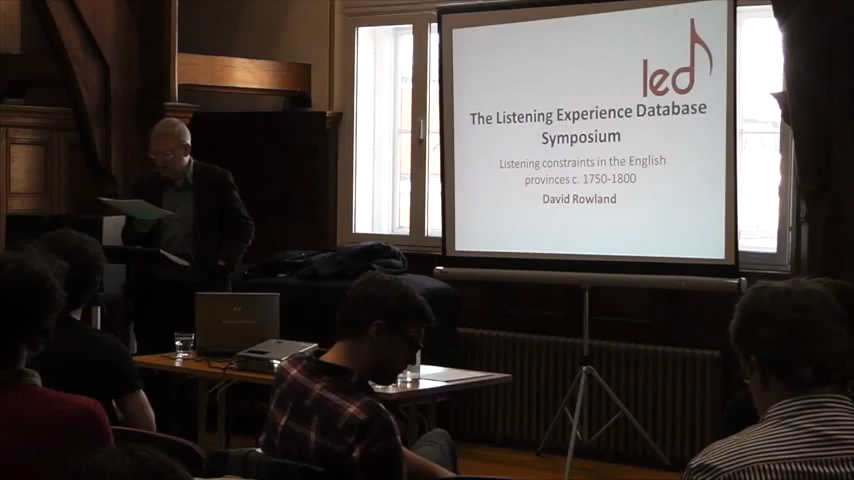 led
The Listening Experience Database
Symposium
Listening constraints in the English
provinces c. 1750-1800
David Rowland